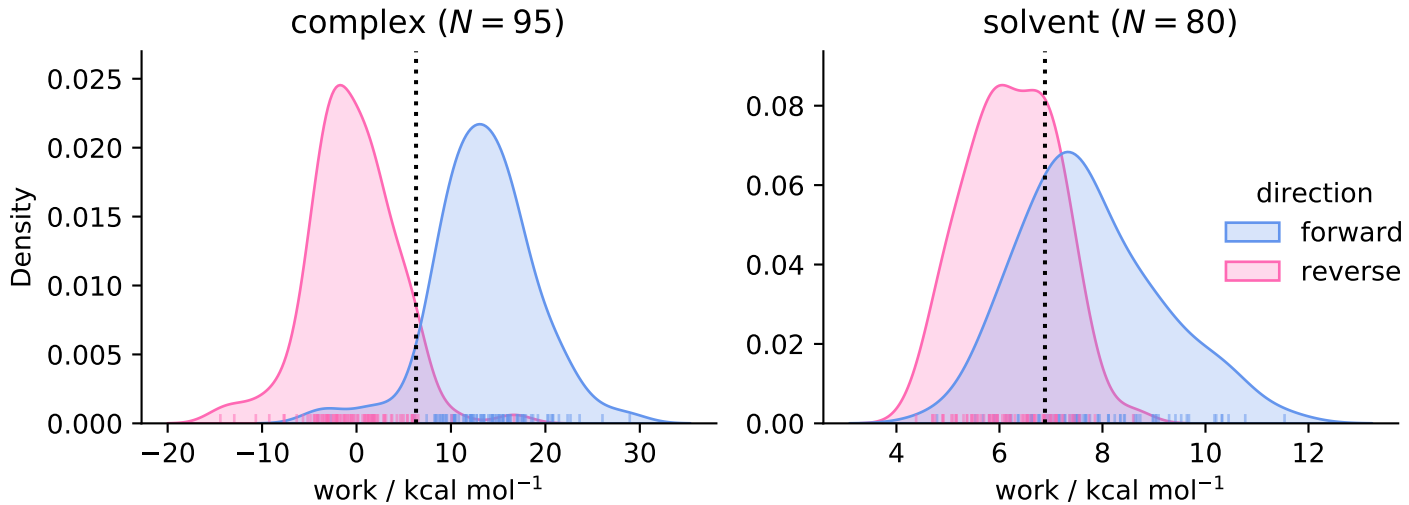 complex (N = 95)
Density
0.025
0.020
0.015
0.010
0.005
0.000
−20
−10
0
10
20
30
work / kcal mol⁻¹
solvent (N = 80)
0.08
0.06
0.04
0.02
0.00
4
6
8
10
12
work / kcal mol⁻¹
direction
forward
reverse